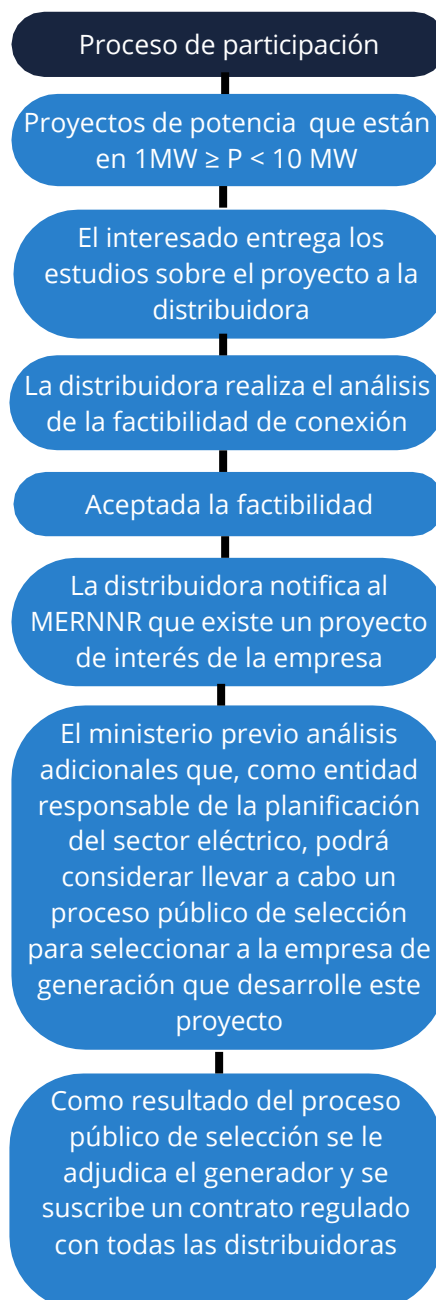 Proceso de participación
Proyectos de potencia que están
en 1MW ≥ P < 10 MW
El interesado entrega los
estudios sobre el proyecto a la
distribuidora
La distribuidora realiza el análisis
de la factibilidad de conexión
Aceptada la factibilidad
La distribuidora notifica al
MERNNR que existe un proyecto
de interés de la empresa
El ministerio previo análisis
adicionales que, como entidad
responsable de la planificación
del sector eléctrico, podrá
considerar llevar a cabo un
proceso público de selección
para seleccionar a la empresa de
generación que desarrolle este
proyecto
Como resultado del proceso
público de selección se le
adjudica el generador y se
suscribe un contrato regulado
con todas las distribuidoras